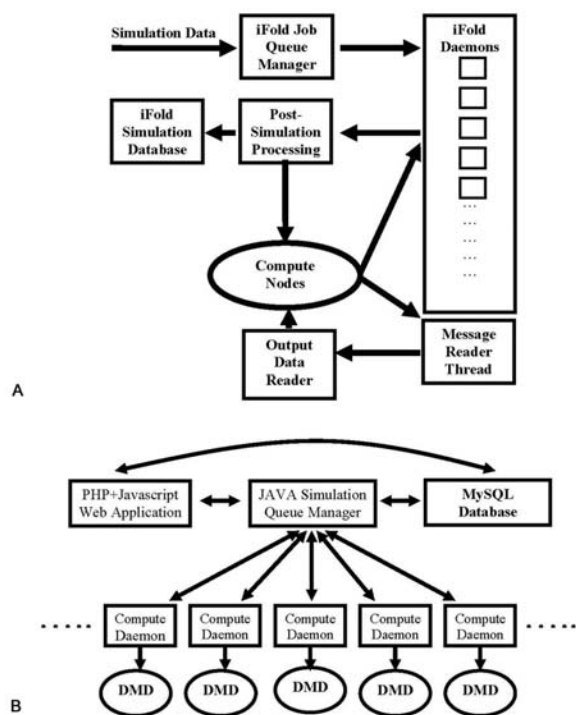 Simulation Data
iFold Job
Queue
Manager
iFold
Daemons
iFold
Simulation
Database
Post-
Simulation
Processing
...
...
...
...
...
Compute
Nodes
Output
Data
Reader
Message
Reader
Thread
A
PHP+Javascript
Web Application
JAVA Simulation
Queue Manager
MySQL
Database
Compute
Daemon
Compute
Daemon
Compute
Daemon
Compute
Daemon
Compute
Daemon
DMD
DMD
DMD
DMD
DMD
B